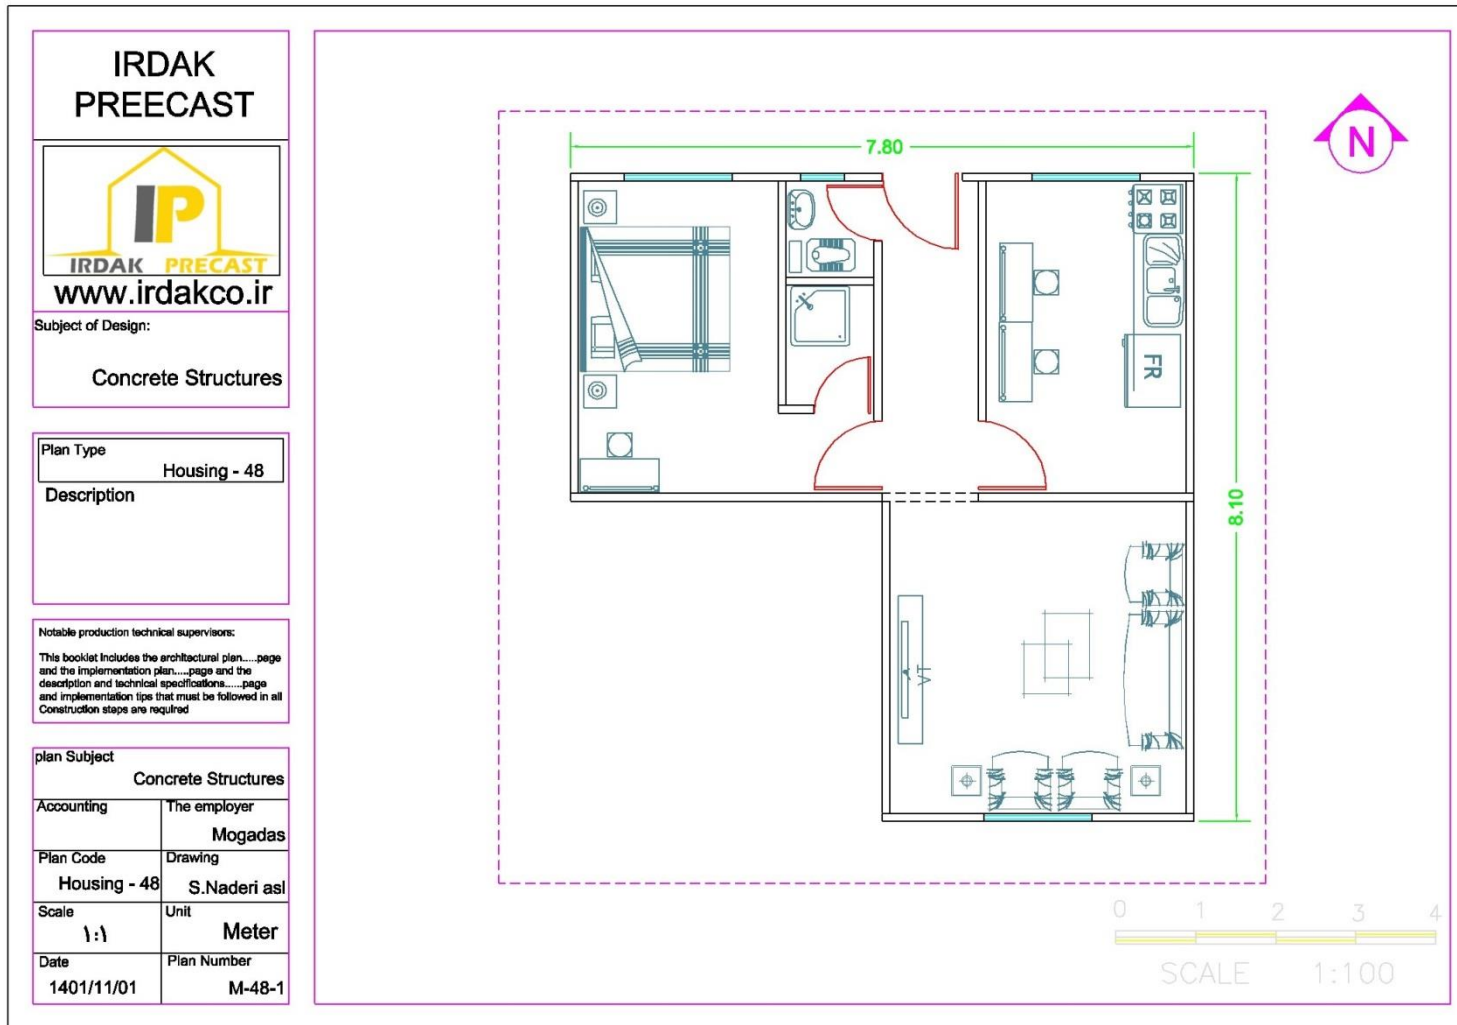 IRDAK
PREECAST
IP
IRDAK PRECAST
www.irdakco.ir
Subject of Design:
Concrete Structures
Plan Type
Housing - 48
Description
Notable production technical supervisors:
This booklet includes the architectural plan.....page
and the implementation plan.....page and the
description and technical specifications......page
and implementation tips that must be followed in all
Construction steps are required
plan Subject
Concrete Structures
Accounting
The employer
Mogadas
Plan Code
Drawing
Housing - 48
S.Naderi asl
Scale
Unit
۱:۱
Meter
Date
Plan Number
1401/11/01
M-48-1
7.80
N
FR
8.10
TV
0 1 2 3 4
SCALE 1:100